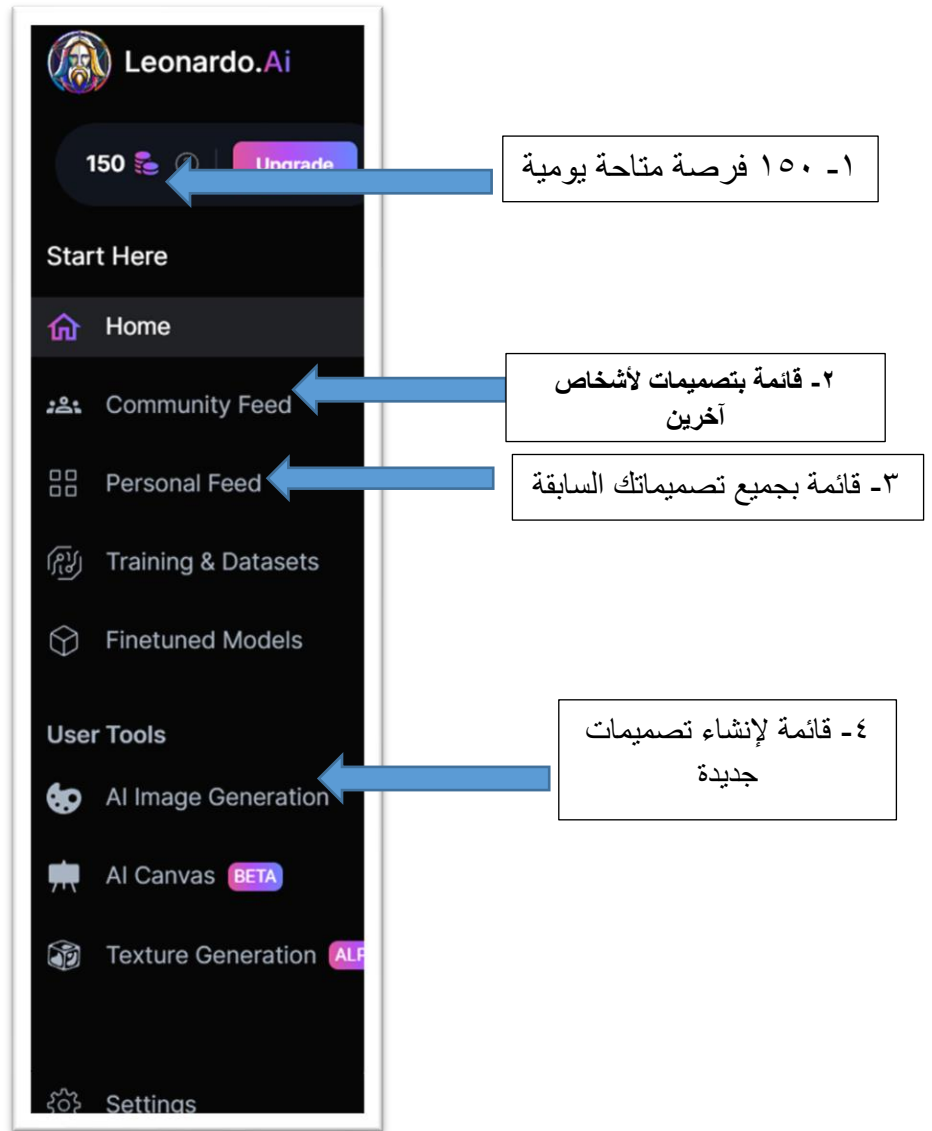 Leonardo.Ai
150
Upgrade
١- ١٥٠ فرصة متاحة يومية
Start Here
Home
٢- قائمة بتصميمات لأشخاص
آخرين
Community Feed
٣- قائمة بجميع تصميماتك السابقة
Personal Feed
Training & Datasets
Finetuned Models
User Tools
٤- قائمة لإنشاء تصميمات
جديدة
AI Image Generation
AI Canvas BETA
Texture Generation
Settings